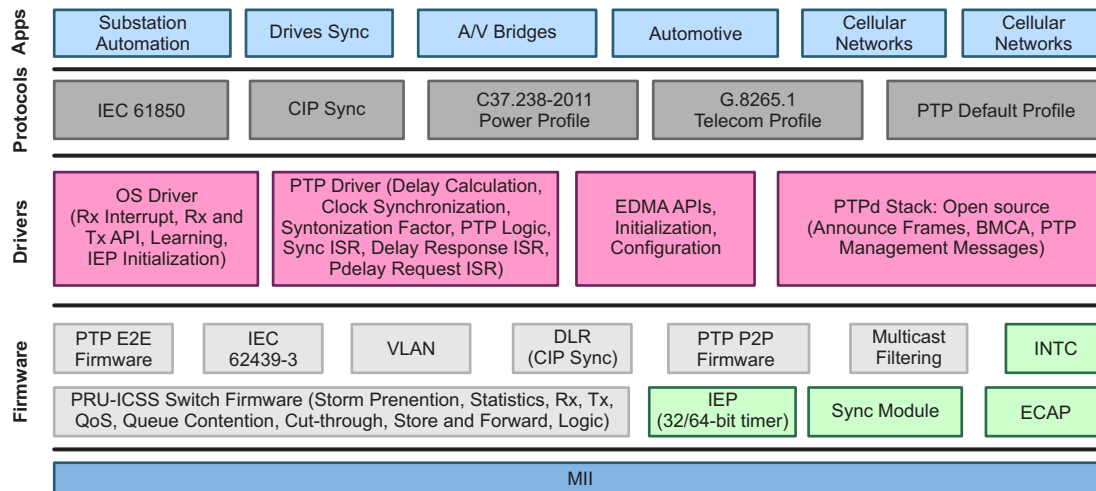 Apps
Substation
Automation
Drives Sync
A/V Bridges
Automotive
Cellular
Networks
Cellular
Networks
Protocols
IEC 61850
CIP Sync
C37.238-2011
Power Profile
G.8265.1
Telecom Profile
PTP Default Profile
Drivers
OS Driver
(Rx Interrupt, Rx and
Tx API, Learning,
IEP Initialization)
PTP Driver (Delay Calculation,
Clock Synchronization,
Syntonization Factor, PTP Logic,
Sync ISR, Delay Response ISR,
Pdelay Request ISR)
EDMA APIs,
Initialization,
Configuration
PTPd Stack: Open source
(Announce Frames, BMCA, PTP
Management Messages)
Firmware
PTP E2E
Firmware
IEC
62439-3
VLAN
DLR
(CIP Sync)
PTP P2P
Firmware
Multicast
Filtering
INTC
PRU-ICSS Switch Firmware (Storm Prenention, Statistics, Rx, Tx,
QoS, Queue Contention, Cut-through, Store and Forward, Logic)
IEP
(32/64-bit timer)
Sync Module
ECAP
MII